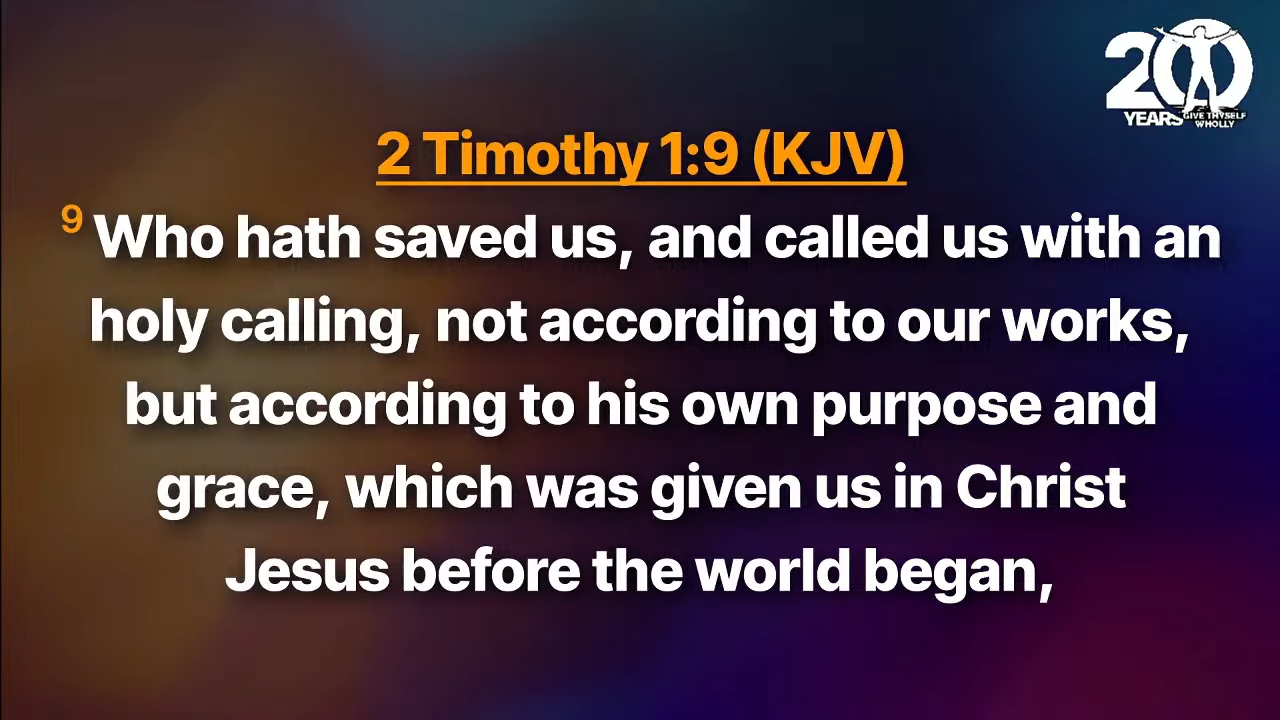 20
YEARS
GIVE THYSELF
WHOLLY
2 Timothy 1:9 (KJV)
9 Who hath saved us, and called us with an
holy calling, not according to our works,
but according to his own purpose and
grace, which was given us in Christ
Jesus before the world began,